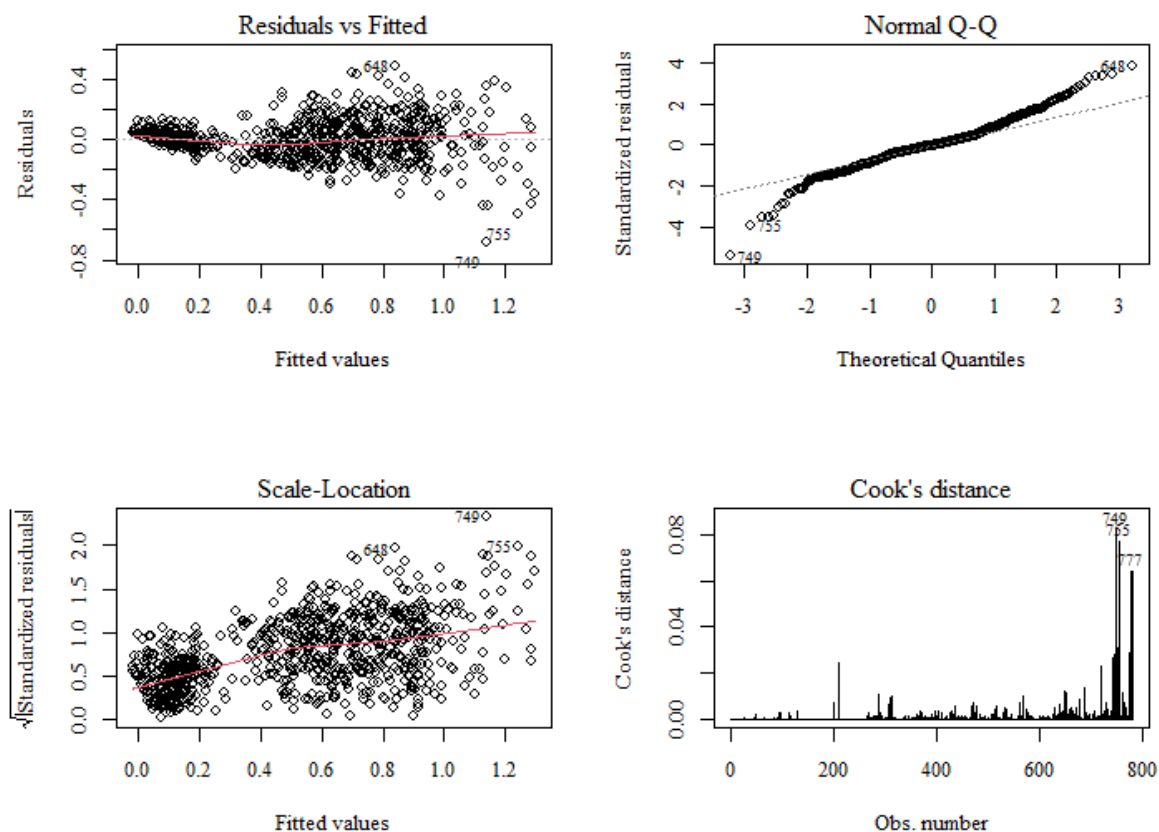 Residuals vs Fitted
Residuals
-0.8 -0.4 0.0 0.4
648
755
749
0.0 0.2 0.4 0.6 0.8 1.0 1.2
Fitted values
Normal Q-Q
Standardized residuals
-4 -2 0 2 4
648
755
749
-3 -2 -1 0 1 2 3
Theoretical Quantiles
Scale-Location
√|Standardized residuals|
0.0 0.5 1.0 1.5 2.0
749
648
755
0.0 0.2 0.4 0.6 0.8 1.0 1.2
Fitted values
Cook's distance
Cook's distance
0.00 0.04 0.08
749
755
777
0 200 400 600 800
Obs. number